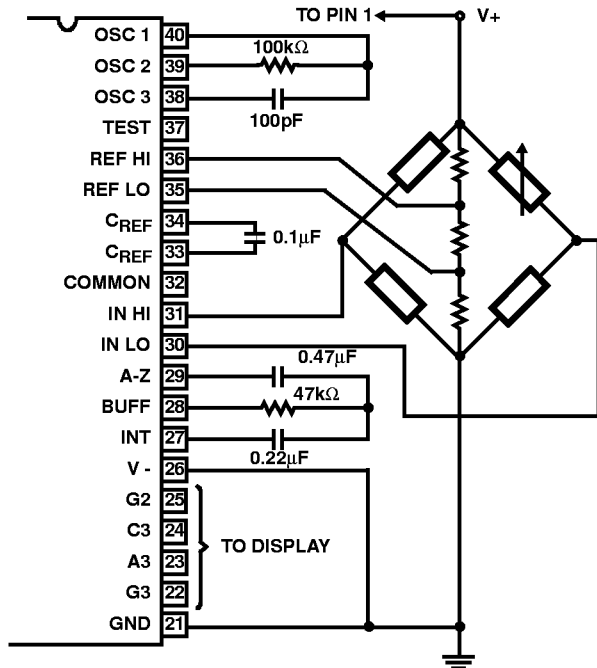 TO PIN 1 V+
OSC 1 40
100kΩ
OSC 2 39
OSC 3 38
100pF
TEST 37
REF HI 36
REF LO 35
CREF 34
0.1μF
CREF 33
COMMON 32
IN HI 31
IN LO 30
0.47μF
A-Z 29
47kΩ
BUFF 28
INT 27
0.22μF
V - 26
G2 25
C3 24
TO DISPLAY
A3 23
G3 22
GND 21